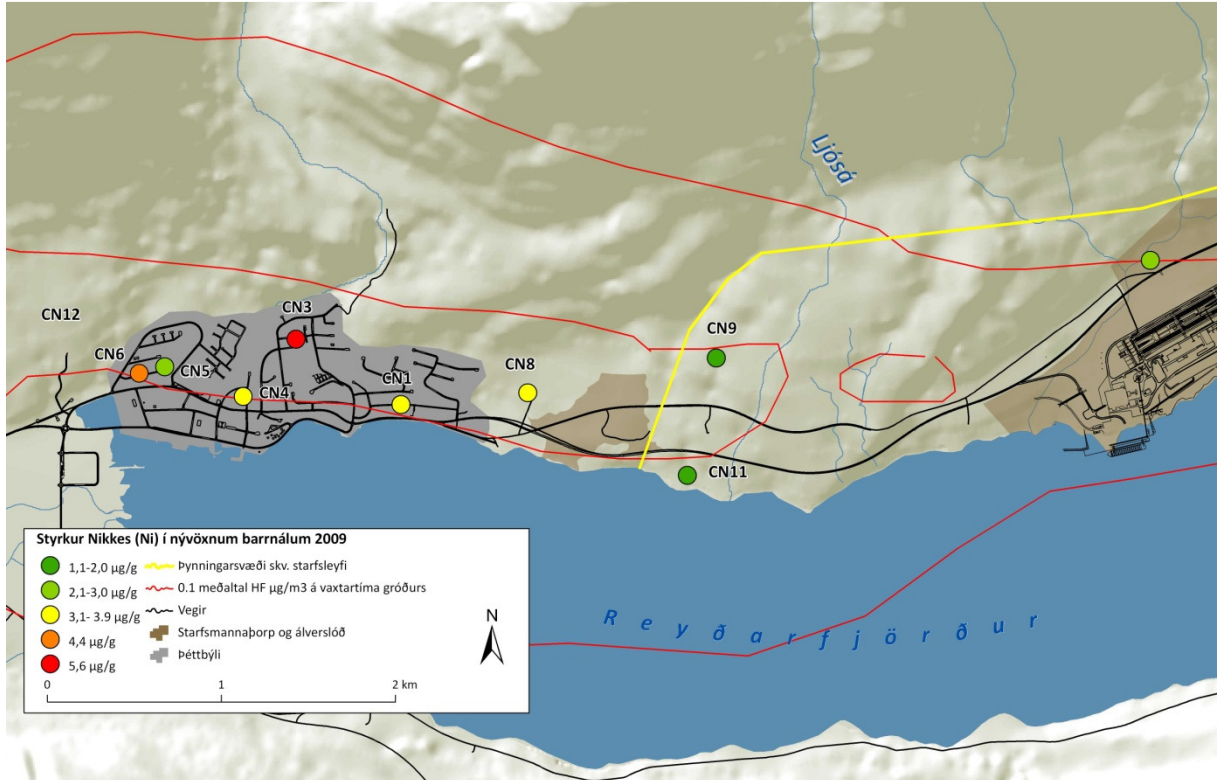 Ljósá
CN3
CN12
CN9
CN6
CN5
CN8
CN1
CN4
CN11
Styrkur Nikkes (Ni) í nývöxnum barrnálum 2009
1,1-2,0 µg/g
2,1-3,0 µg/g
3,1- 3.9 µg/g
4,4 µg/g
5,6 µg/g
Þynningarsvæði skv. starfsleyfi
0.1 meðaltal HF µg/m3 á vaxtartíma gróðurs
Vegir
Starfsmannaþorp og álverslóð
Þéttbýli
N
0 1 2 km
Reyðarfjörður